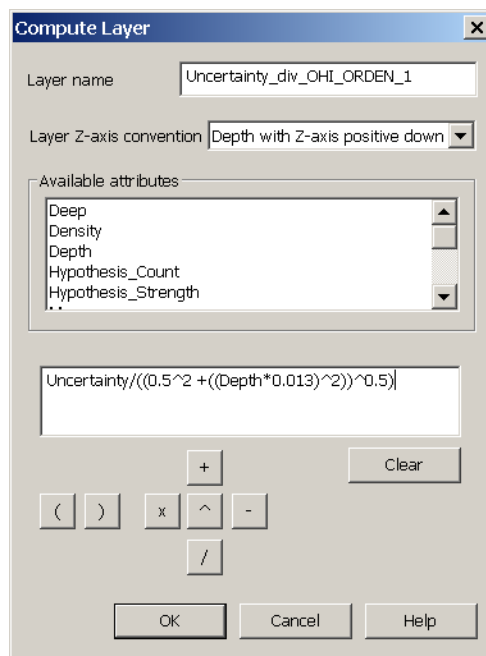 Compute Layer
Layer name
Uncertainty_div_OHI_ORDEN_1
Layer Z-axis convention
Depth with Z-axis positive down
Available attributes
Deep
Density
Depth
Hypothesis_Count
Hypothesis_Strength
Uncertainty/((0.5^2 +((Depth*0.013)^2))^0.5)
+
Clear
( ) x ^ -
/
OK Cancel Help